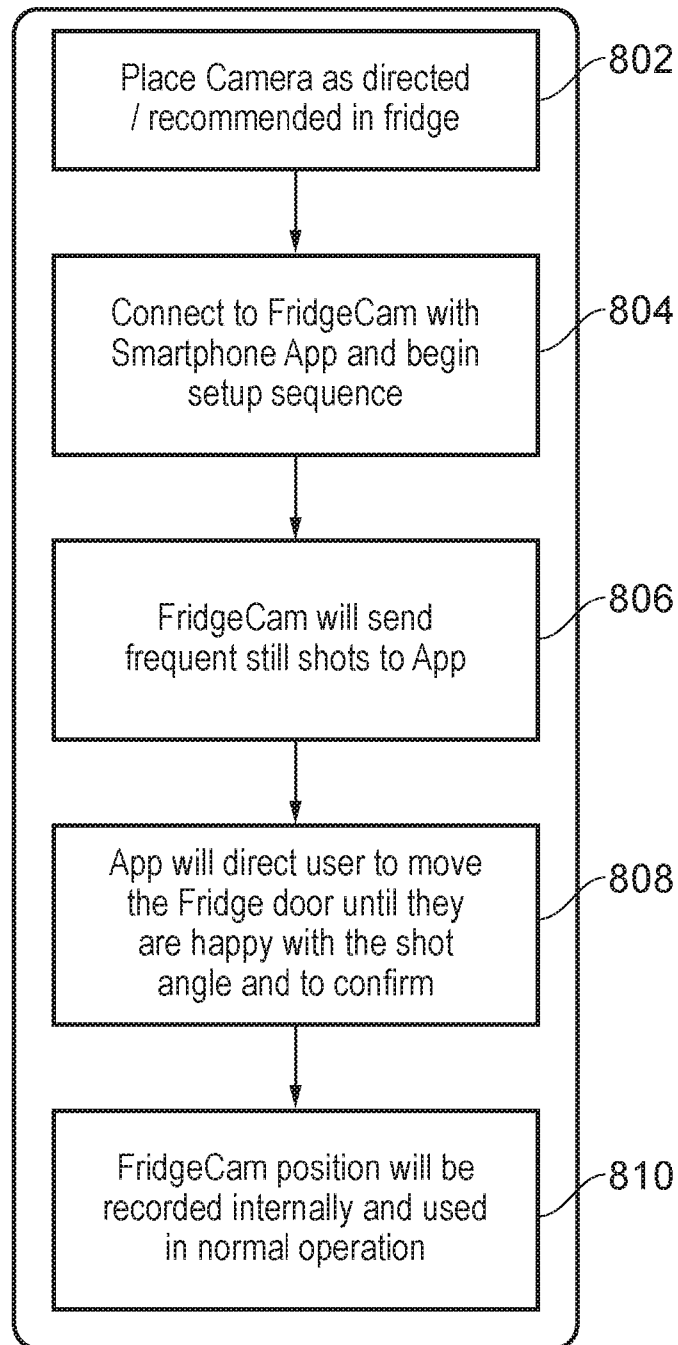 Place Camera as directed
/ recommended in fridge
802
Connect to FridgeCam with
Smartphone App and begin
setup sequence
804
FridgeCam will send
frequent still shots to App
806
App will direct user to move
the Fridge door until they
are happy with the shot
angle and to confirm
808
FridgeCam position will be
recorded internally and used
in normal operation
810